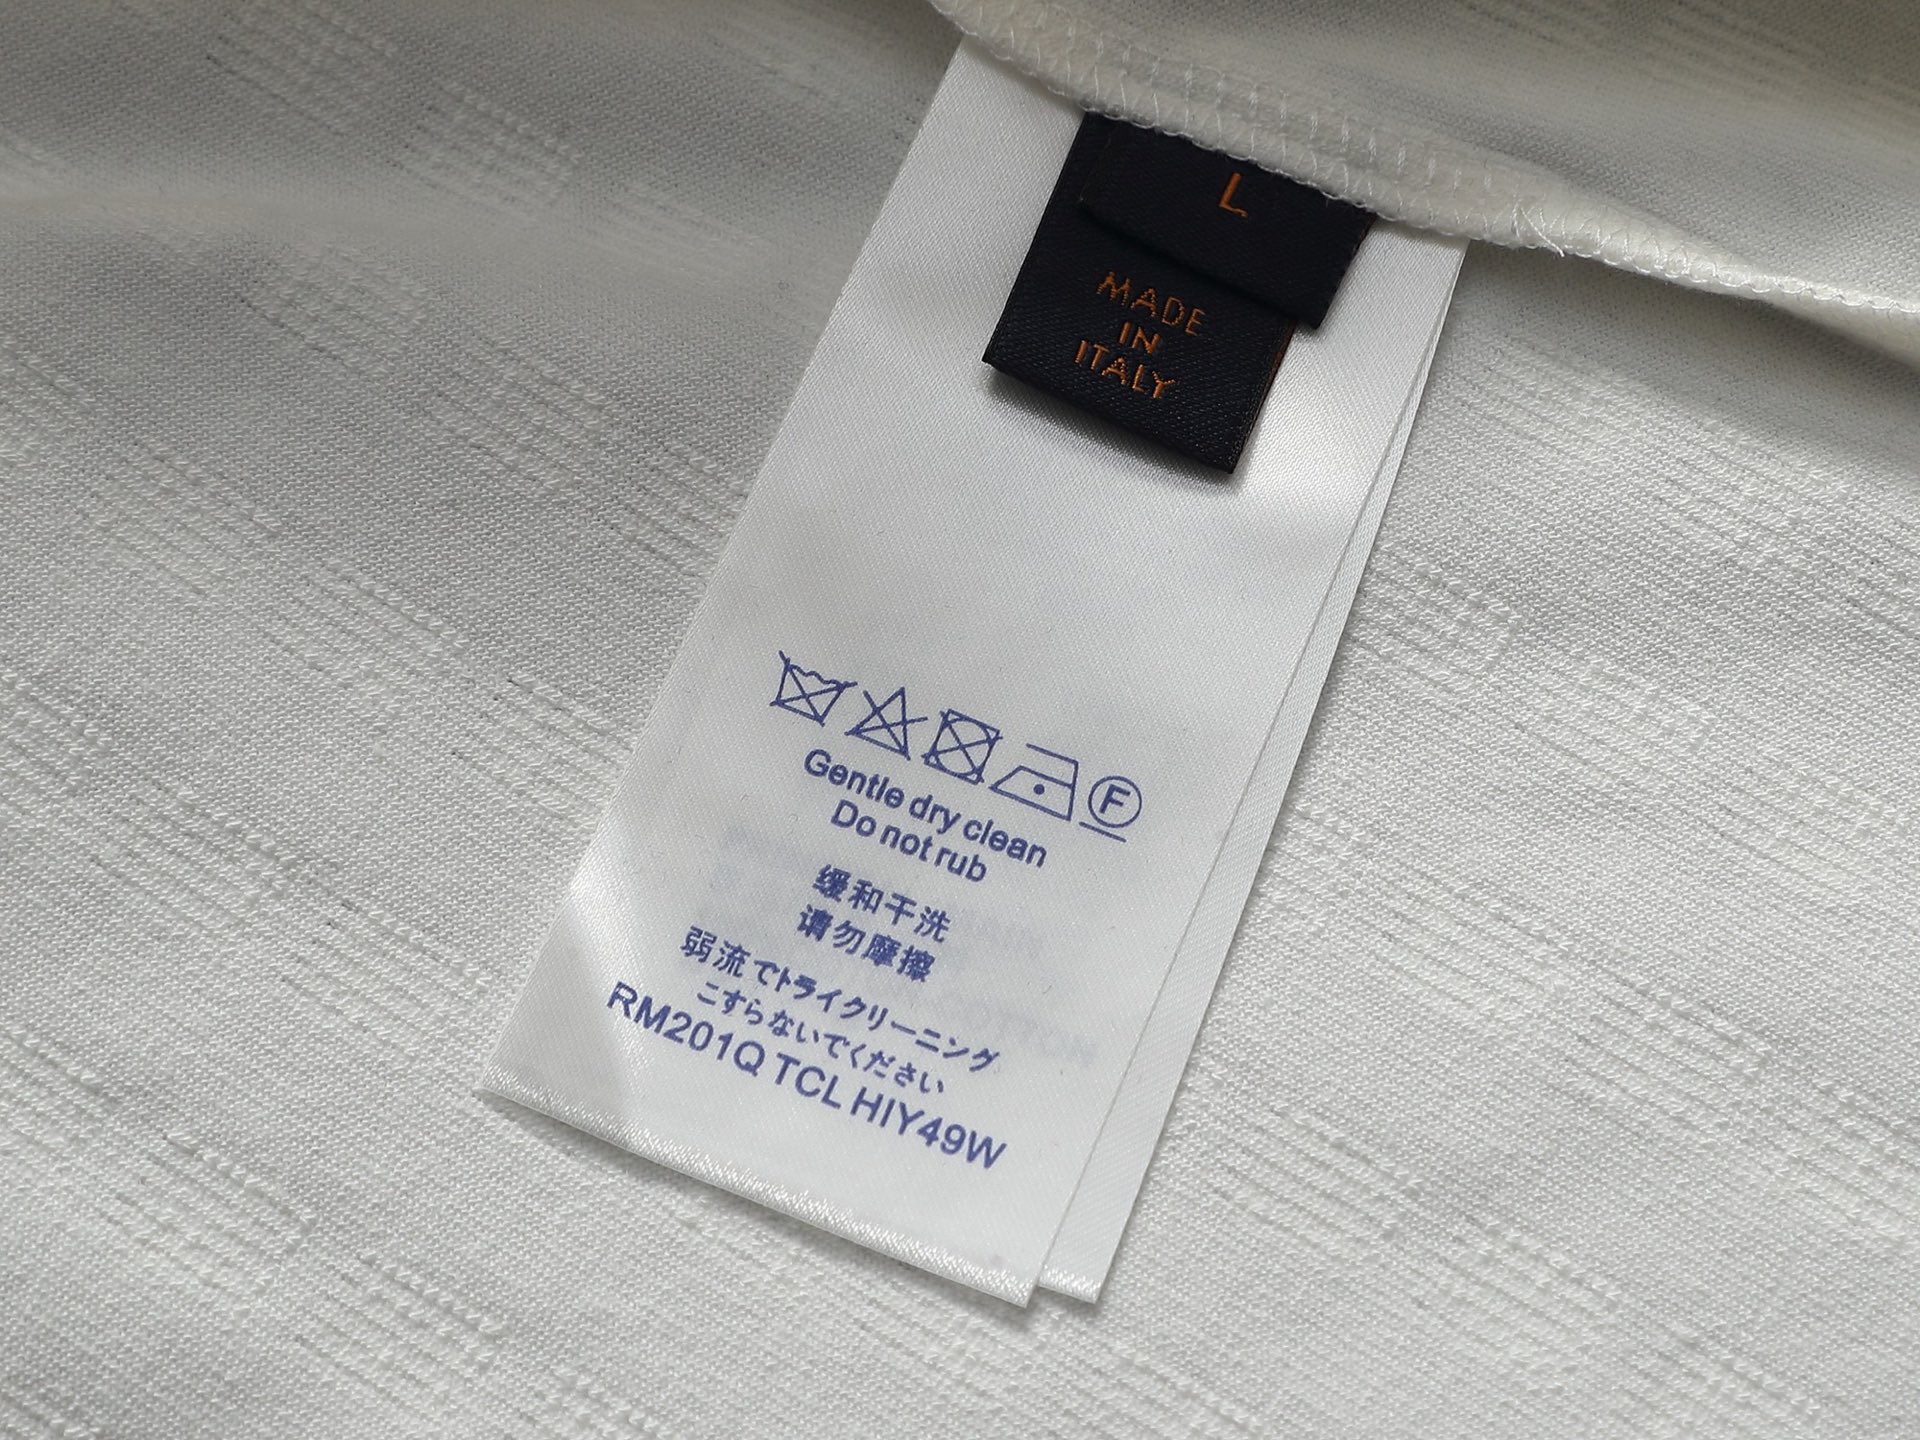 L
MADE
IN
ITALY
F
Gentle dry clean
Do not rub
缓和干洗
请勿摩擦
弱流でドライクリーニング
こすらないでください
RM201Q TCL HIY49W